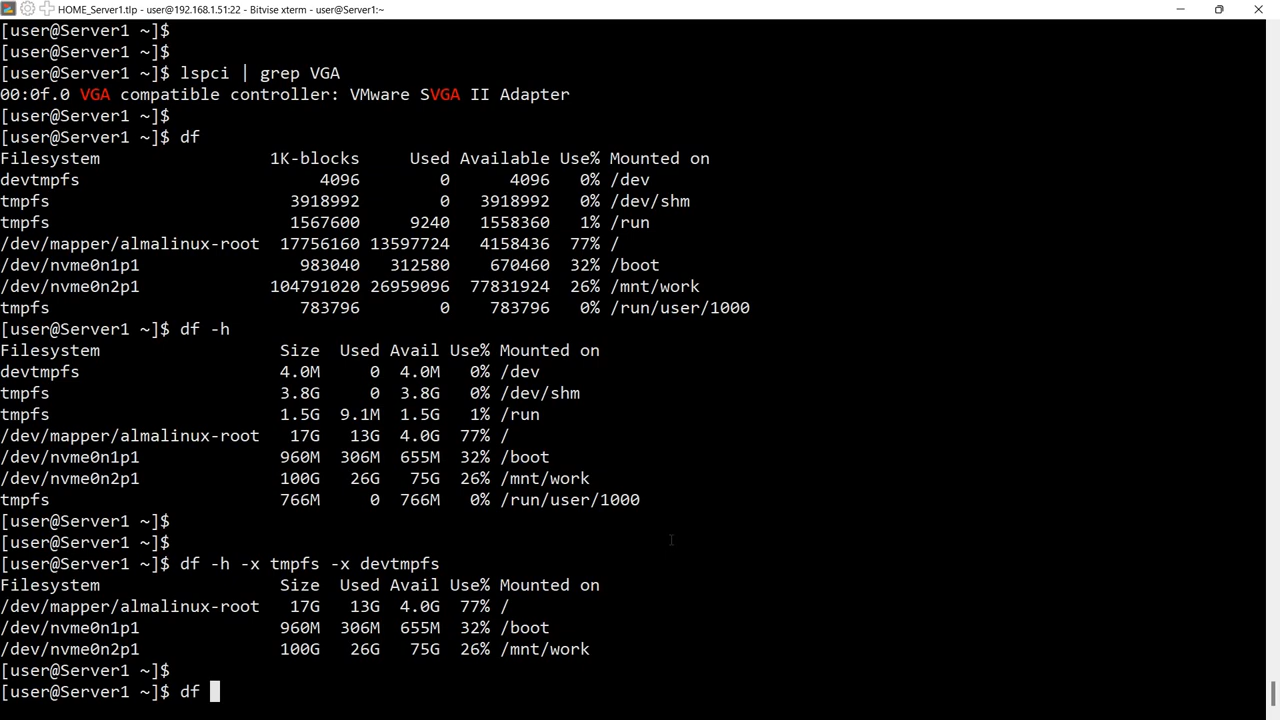 HOME_Server1.tlp - user@192.168.1.51:22 - Bitvise xterm - user@Server1:~
[user@Server1 ~]$
[user@Server1 ~]$
[user@Server1 ~]$ lspci | grep VGA
00:0f.0 VGA compatible controller: VMware SVGA II Adapter
[user@Server1 ~]$
[user@Server1 ~]$ df
Filesystem                 1K-blocks     Used Available Use% Mounted on
devtmpfs                        4096        0      4096   0% /dev
tmpfs                        3918992        0   3918992   0% /dev/shm
tmpfs                        1567600     9240   1558360   1% /run
/dev/mapper/almalinux-root  17756160 13597724   4158436  77% /
/dev/nvme0n1p1                983040   312580    670460  32% /boot
/dev/nvme0n2p1             104791020 26959096  77831924  26% /mnt/work
tmpfs                         783796        0    783796   0% /run/user/1000
[user@Server1 ~]$ df -h
Filesystem                  Size  Used Avail Use% Mounted on
devtmpfs                    4.0M     0  4.0M   0% /dev
tmpfs                       3.8G     0  3.8G   0% /dev/shm
tmpfs                       1.5G  9.1M  1.5G   1% /run
/dev/mapper/almalinux-root   17G   13G  4.0G  77% /
/dev/nvme0n1p1              960M  306M  655M  32% /boot
/dev/nvme0n2p1              100G   26G   75G  26% /mnt/work
tmpfs                       766M     0  766M   0% /run/user/1000
[user@Server1 ~]$
[user@Server1 ~]$
[user@Server1 ~]$ df -h -x tmpfs -x devtmpfs
Filesystem                  Size  Used Avail Use% Mounted on
/dev/mapper/almalinux-root   17G   13G  4.0G  77% /
/dev/nvme0n1p1              960M  306M  655M  32% /boot
/dev/nvme0n2p1              100G   26G   75G  26% /mnt/work
[user@Server1 ~]$
[user@Server1 ~]$ df